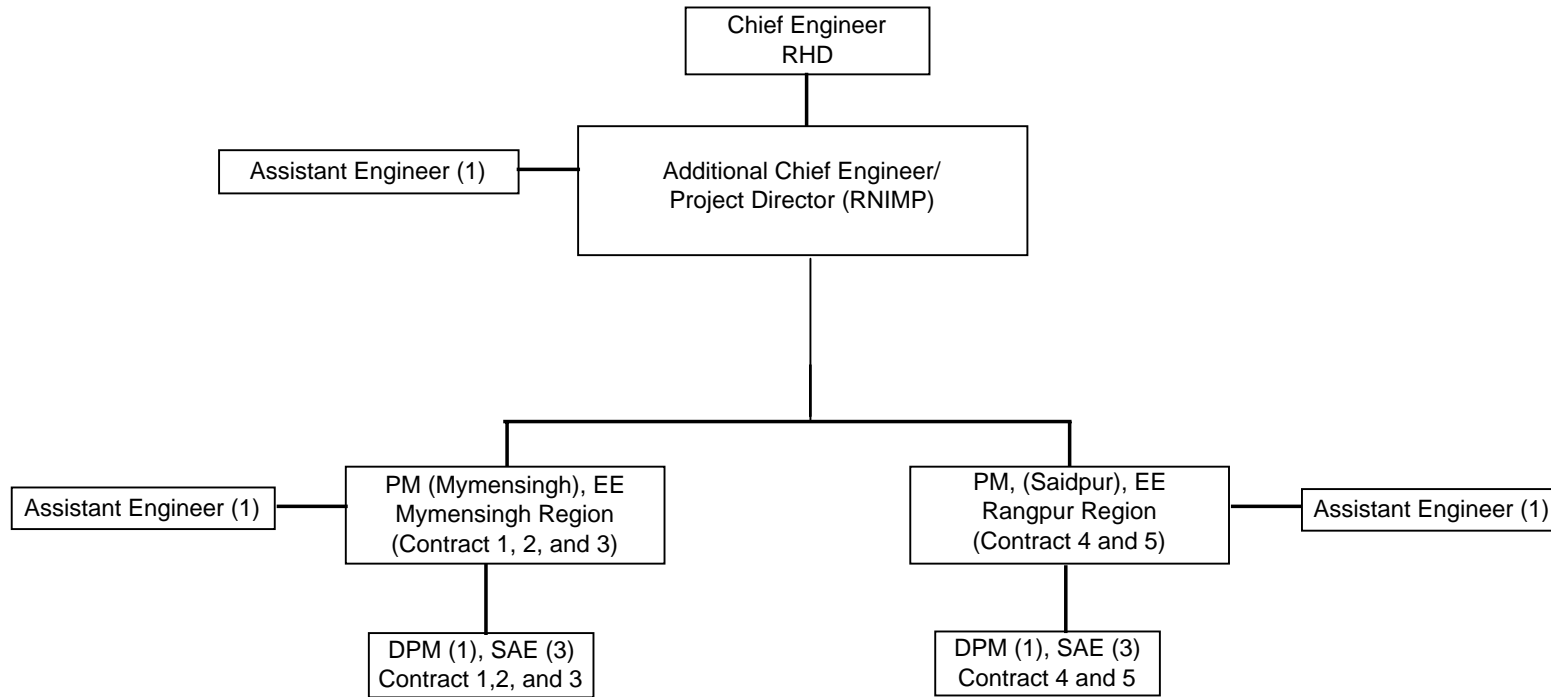 Chief Engineer
RHD
Assistant Engineer (1)
Additional Chief Engineer/
Project Director (RNIMP)
Assistant Engineer (1)
PM (Mymensingh), EE
Mymensingh Region
(Contract 1, 2, and 3)
PM, (Saidpur), EE
Rangpur Region
(Contract 4 and 5)
Assistant Engineer (1)
DPM (1), SAE (3)
Contract 1,2, and 3
DPM (1), SAE (3)
Contract 4 and 5